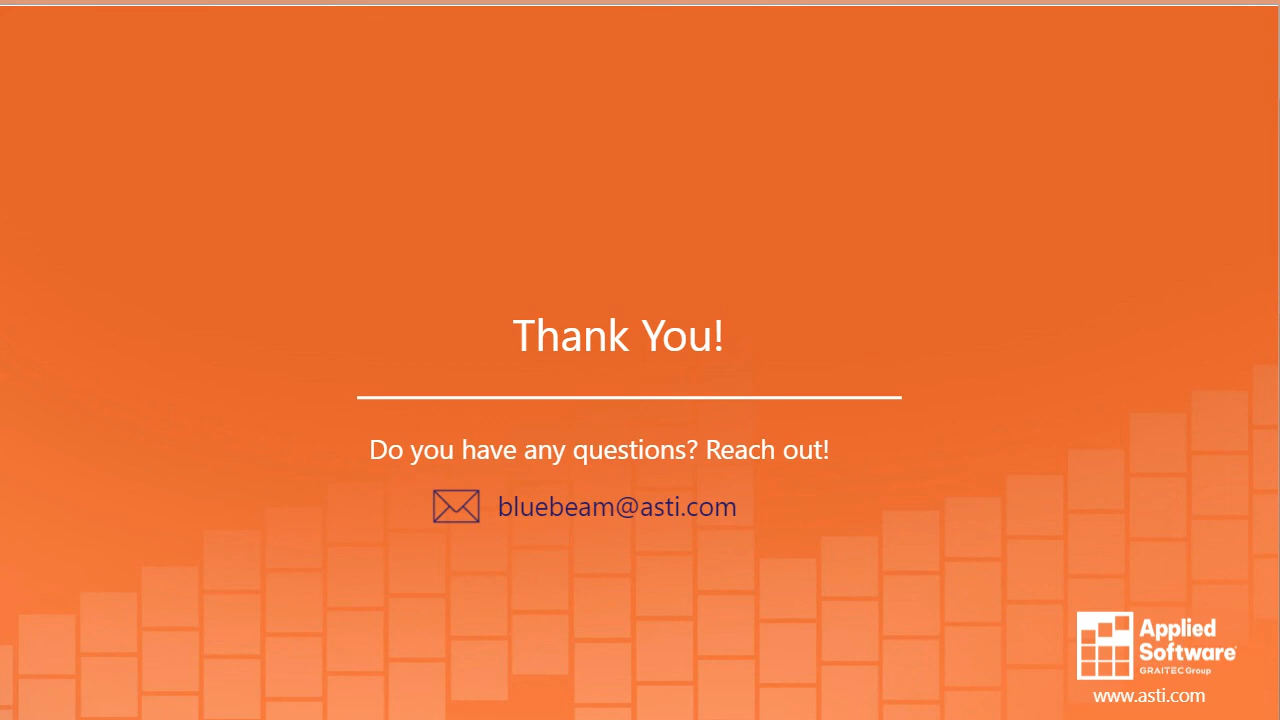 Thank You!
Do you have any questions? Reach out!
bluebeam@asti.com
Applied
Software
GRAITEC Group
www.asti.com